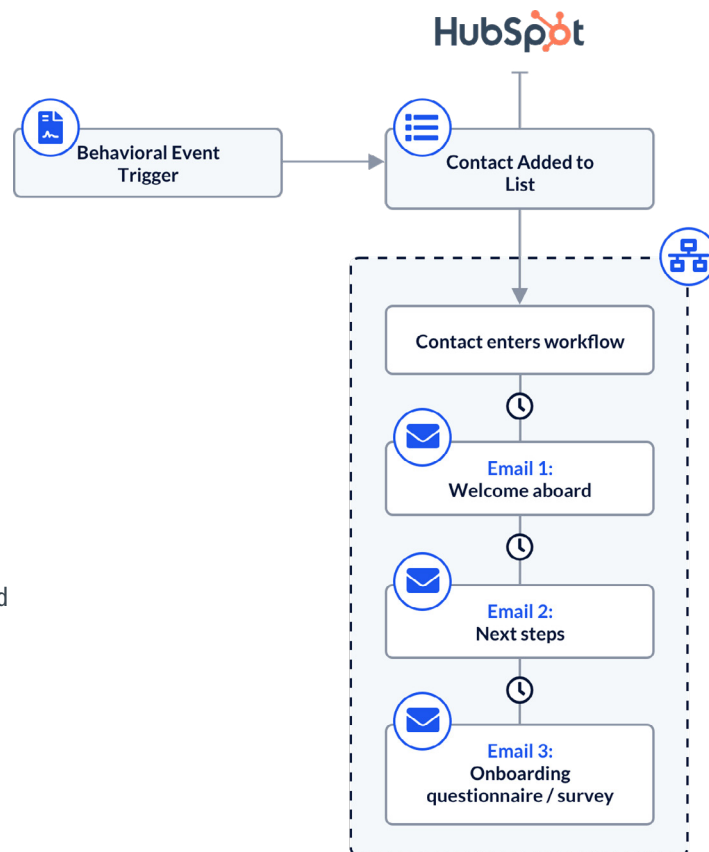 HubSpot
Behavioral Event
Trigger
Contact Added to
List
Contact enters workflow
Email 1:
Welcome aboard
d
Email 2:
Next steps
Email 3:
Onboarding
questionnaire / survey